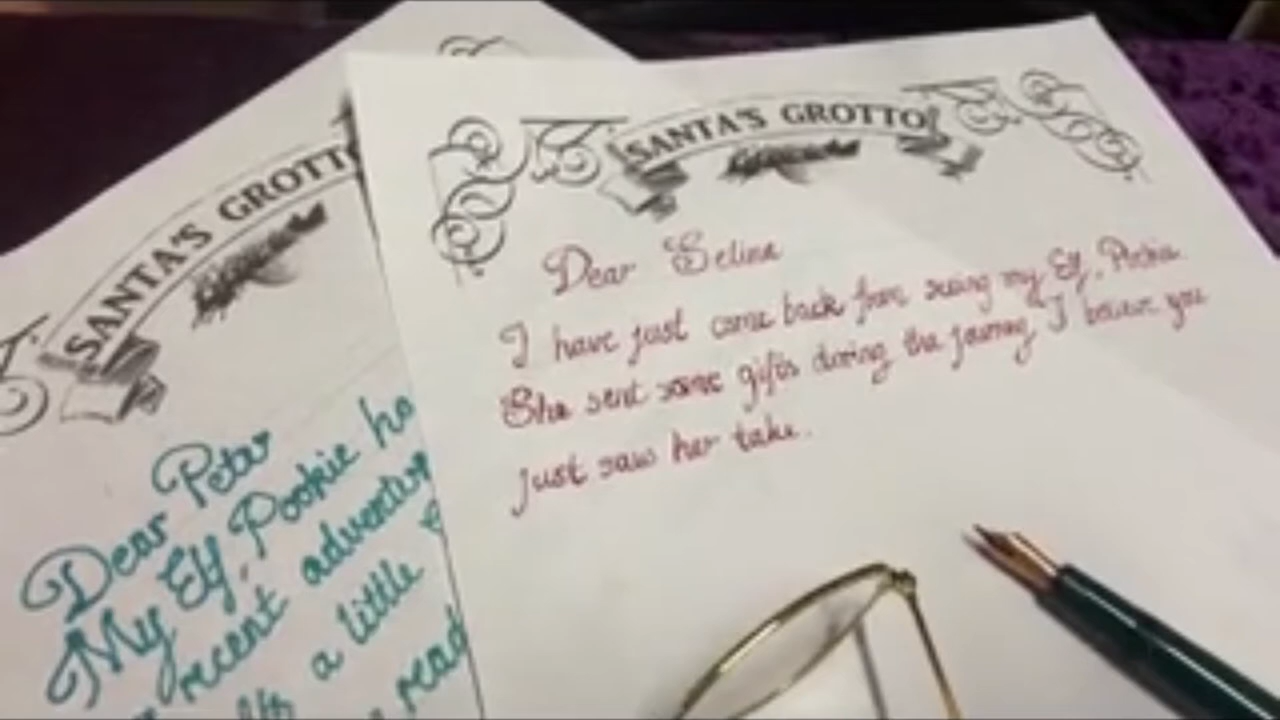 SANTA'S GROTTO
Dear Selina
I have just come back from seeing my Elf, Pookie
She sent some gifts during the journey I believe you
just saw her take.
SANTA'S GROTTO
Dear Peter
My Elf, Pookie ha
recent adventur
a little
read